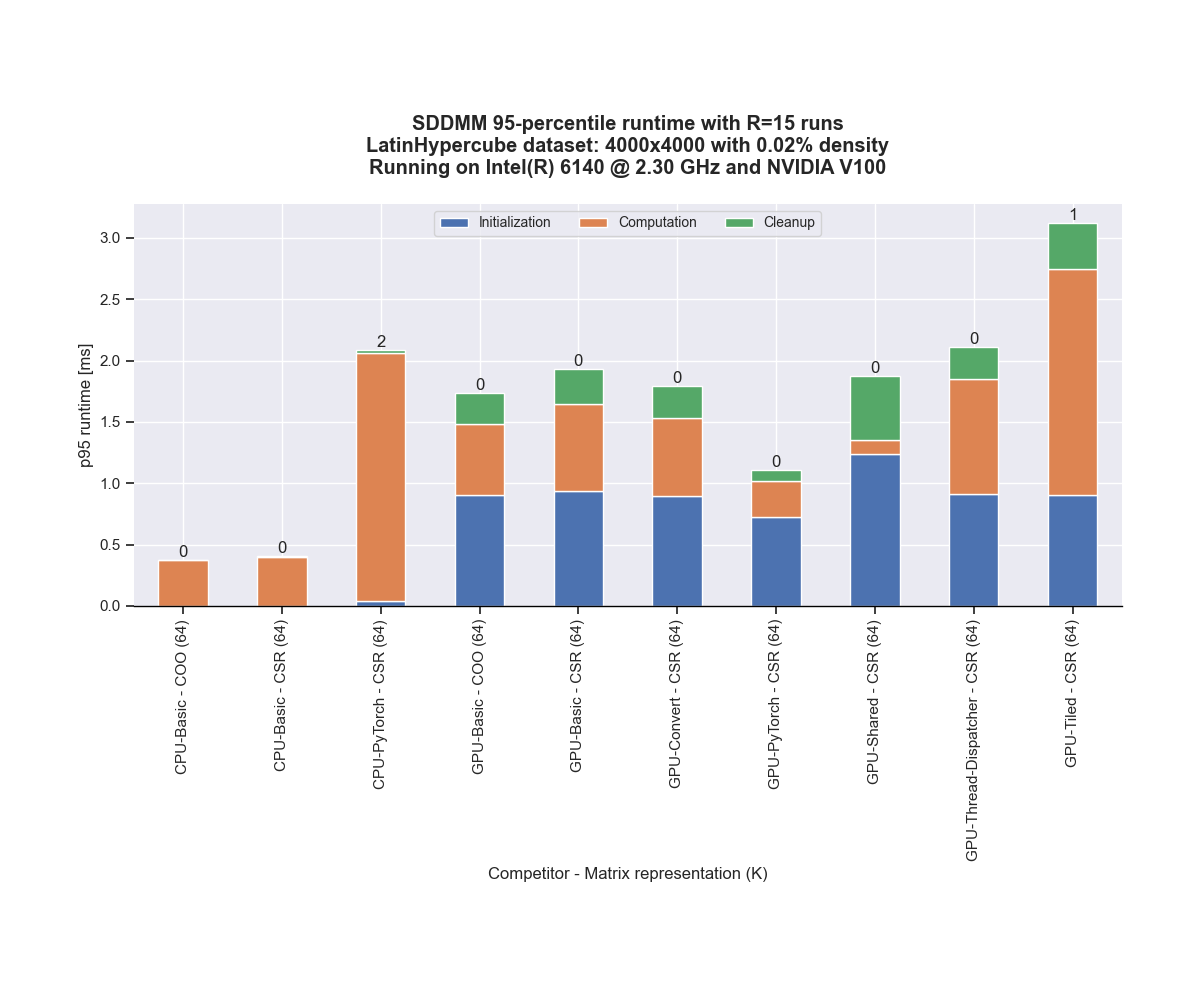 SDDMM 95-percentile runtime with R=15 runs
LatinHypercube dataset: 4000x4000 with 0.02% density
Running on Intel(R) 6140 @ 2.30 GHz and NVIDIA V100
Initialization
Computation
Cleanup
p95 runtime [ms]
3.0
2.5
2.0
1.5
1.0
0.5
0.0
0
0
2
0
0
0
0
0
0
1
CPU-Basic - COO (64)
CPU-Basic - CSR (64)
CPU-PyTorch - CSR (64)
GPU-Basic - COO (64)
GPU-Basic - CSR (64)
GPU-Convert - CSR (64)
GPU-PyTorch - CSR (64)
GPU-Shared - CSR (64)
GPU-Thread-Dispatcher - CSR (64)
GPU-Tiled - CSR (64)
Competitor - Matrix representation (K)